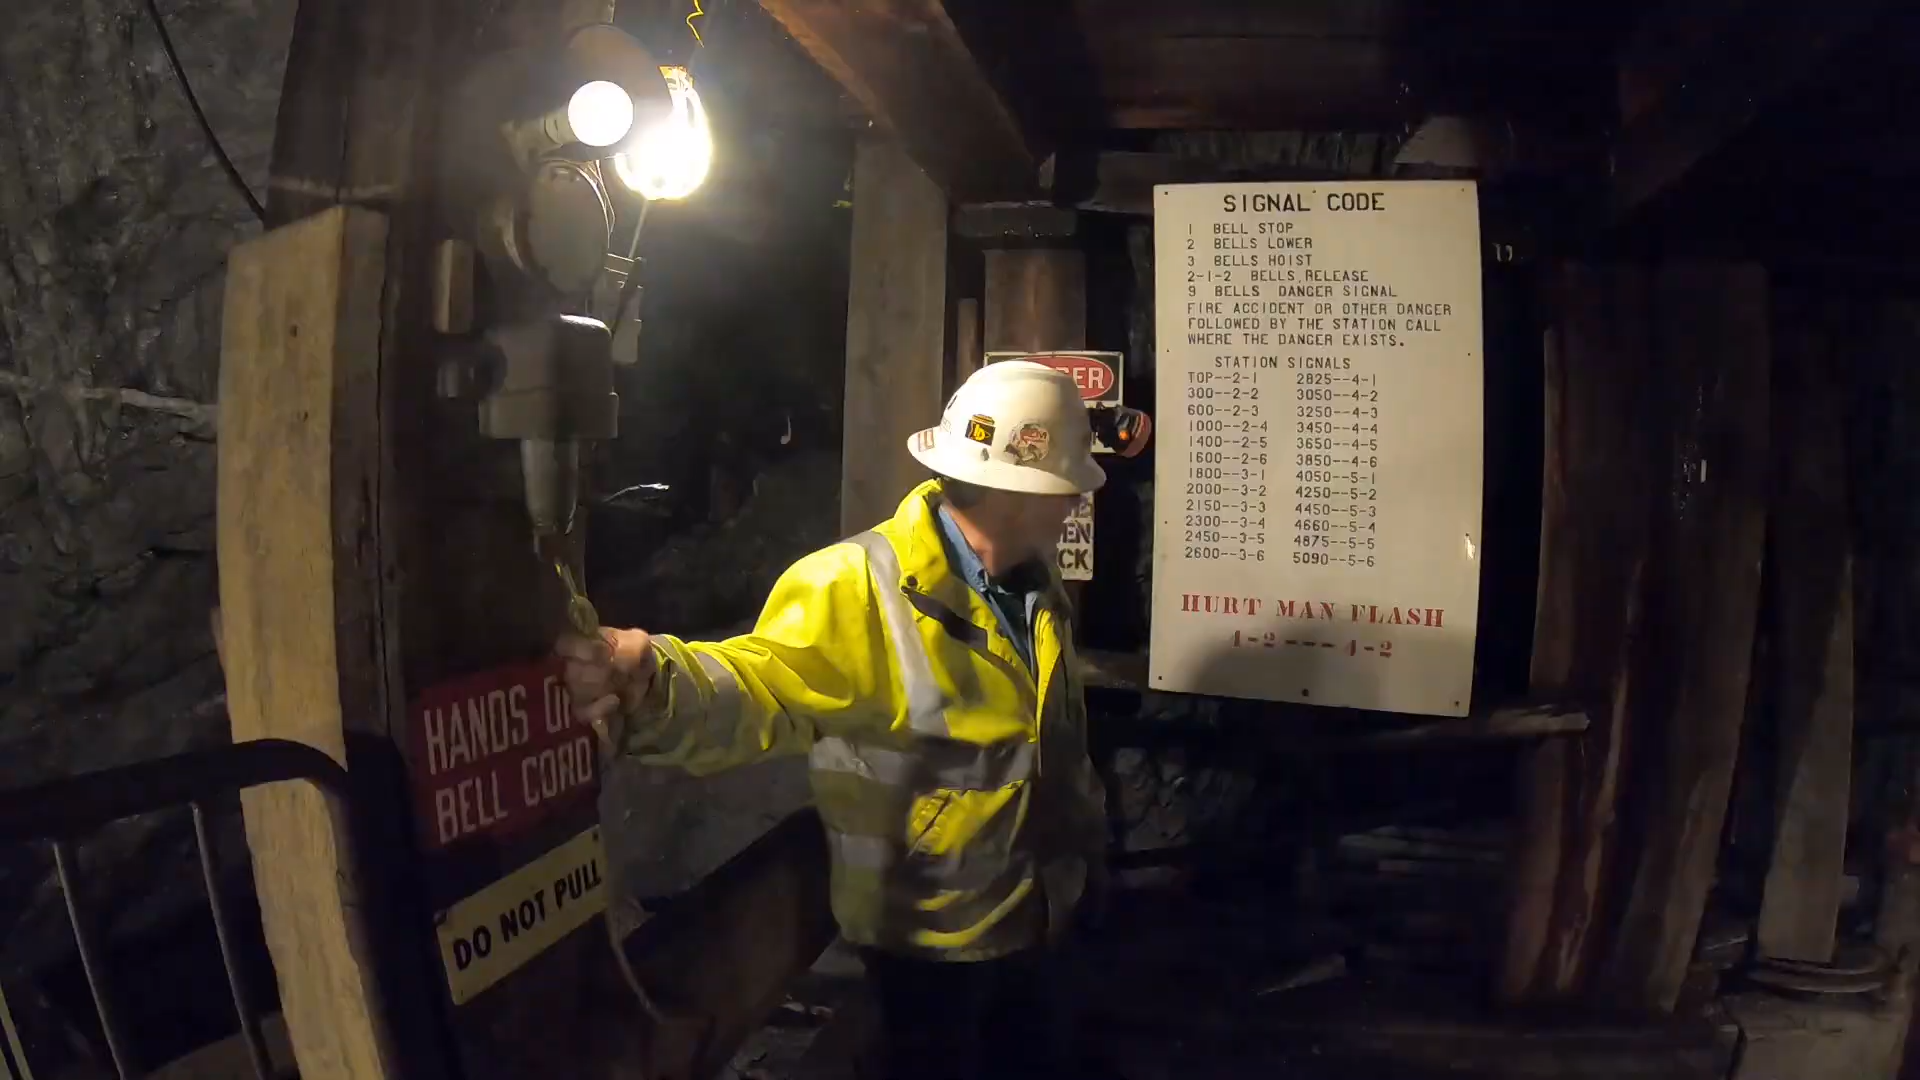 SIGNAL CODE
1 BELL STOP
2 BELLS LOWER
3 BELLS HOIST
2-1-2 BELLS, RELEASE
9 BELLS DANGER SIGNAL
FIRE ACCIDENT OR OTHER DANGER
FOLLOWED BY THE STATION CALL
WHERE THE DANGER EXISTS.
STATION SIGNALS
TOP--2-1 2825--4-1
300--2-2 3050--4-2
600--2-3 3250--4-3
1000--2-4 3450--4-4
1400--2-5 3650--4-5
1600--2-6 3850--4-6
1800--3-1 4050--5-1
2000--3-2 4250--5-2
2150--3-3 4450--5-3
2300--3-4 4660--5-4
2450--3-5 4875--5-5
2600--3-6 5090--5-6
HURT MAN FLASH
4-2---4-2
HANDS
BELL CORD
DO NOT PULL